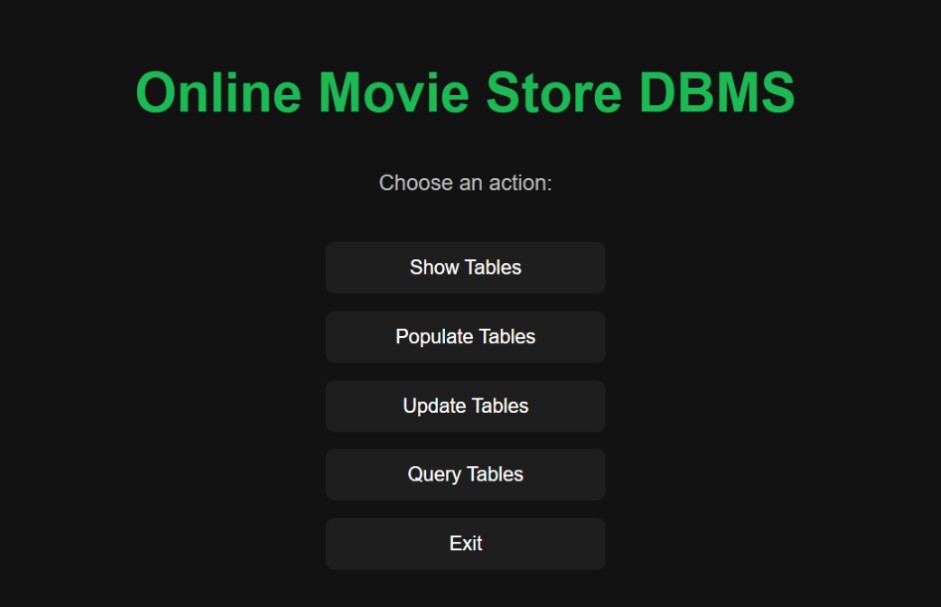 Online Movie Store DBMS
Choose an action:
Show Tables
Populate Tables
Update Tables
Query Tables
Exit